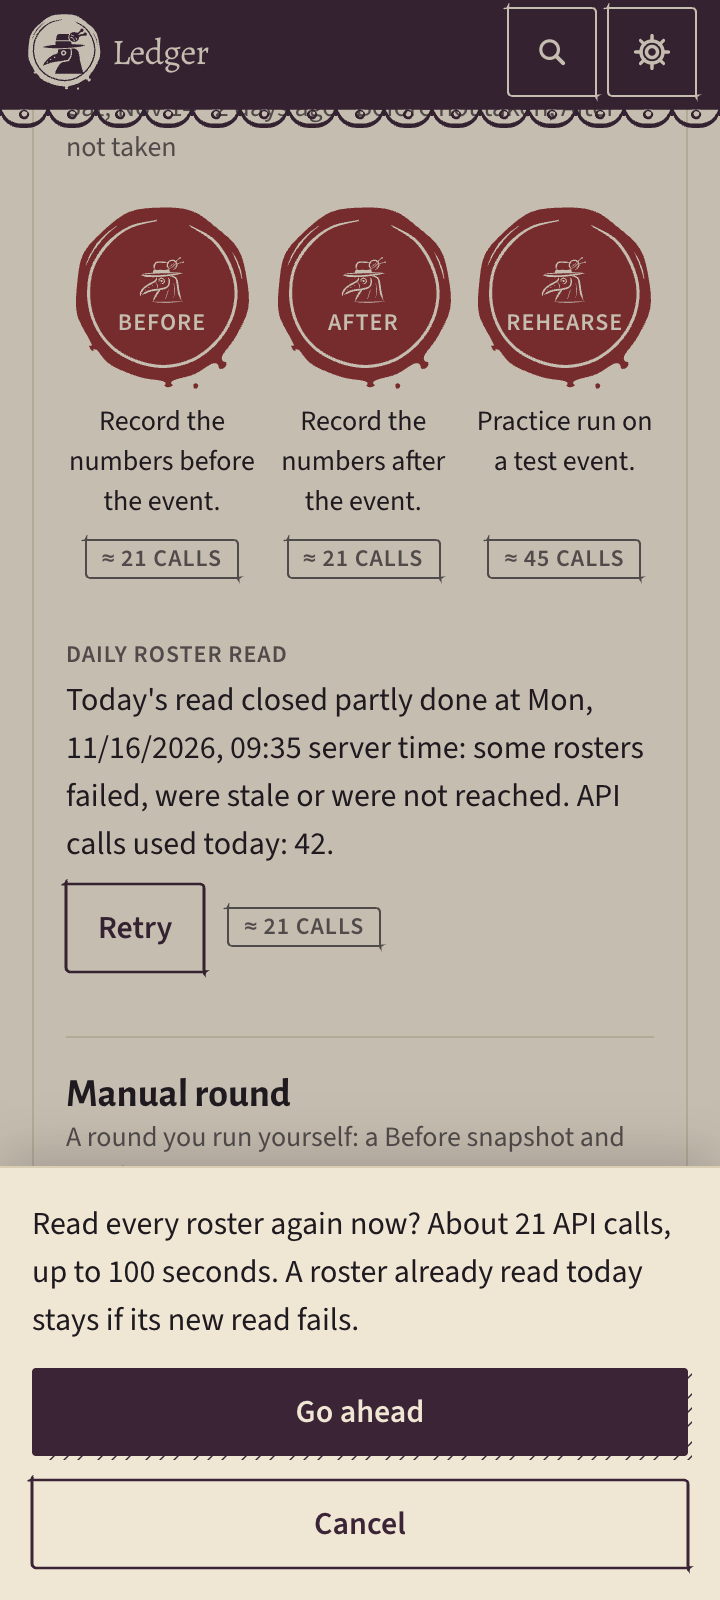 Ledger
not taken
BEFORE
AFTER
REHEARSE
Record the
numbers before
the event.
Record the
numbers after
the event.
Practice run on
a test event.
≈ 21 CALLS
≈ 21 CALLS
≈ 45 CALLS
DAILY ROSTER READ
Today's read closed partly done at Mon,
11/16/2026, 09:35 server time: some rosters
failed, were stale or were not reached. API
calls used today: 42.
Retry
≈ 21 CALLS
Manual round
A round you run yourself: a Before snapshot and
Read every roster again now? About 21 API calls,
up to 100 seconds. A roster already read today
stays if its new read fails.
Go ahead
Cancel